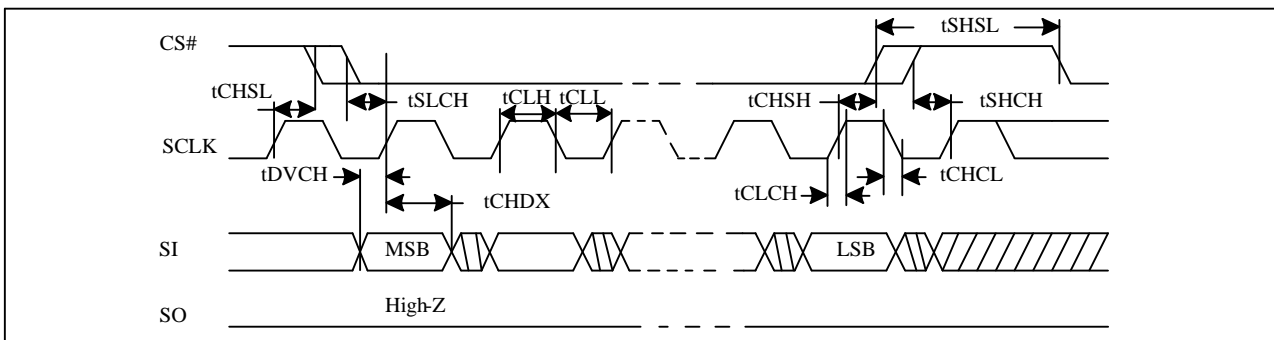 tSHSL
CS#
tCHSL
tSLCH
tCLH
tCLL
tCHSH
tSHCH
SCLK
tDVCH
tCHDX
tCLCH
tCHCL
SI
MSB
LSB
High-Z
SO